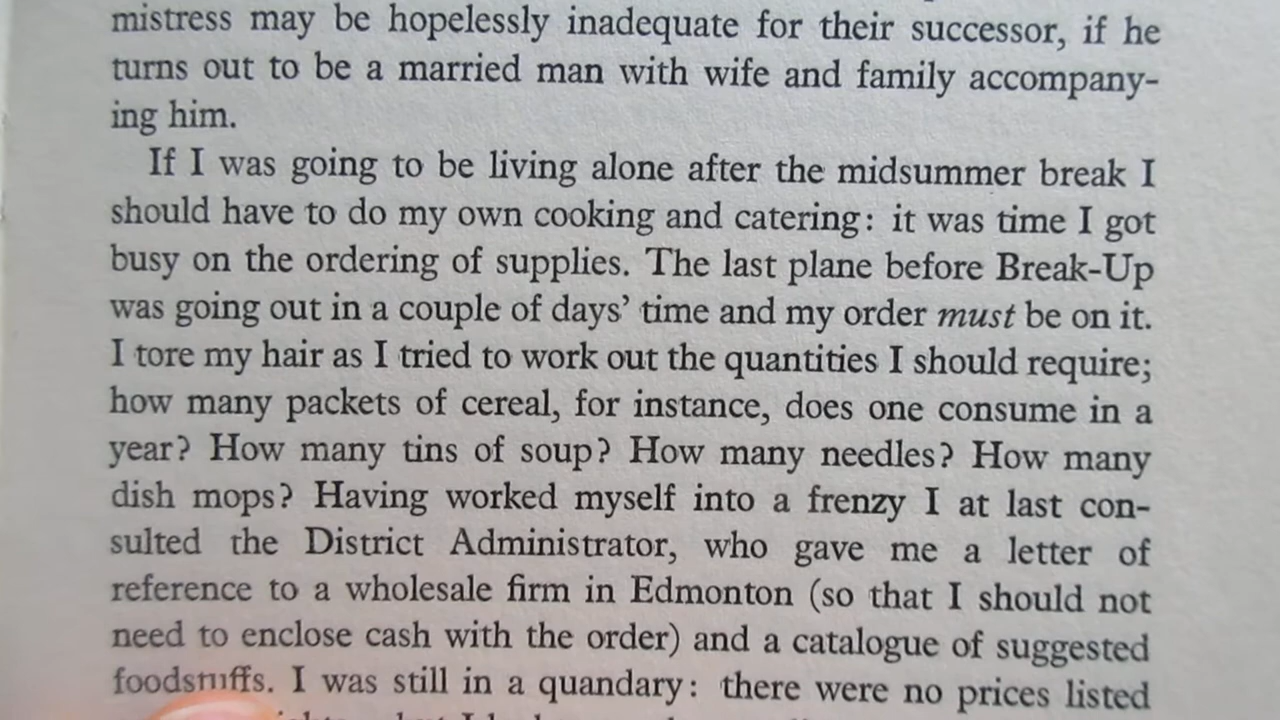 mistress may be hopelessly inadequate for their successor, if he
turns out to be a married man with wife and family accompany-
ing him.
If I was going to be living alone after the midsummer break I
should have to do my own cooking and catering: it was time I got
busy on the ordering of supplies. The last plane before Break-Up
was going out in a couple of days' time and my order must be on it.
I tore my hair as I tried to work out the quantities I should require;
how many packets of cereal, for instance, does one consume in a
year? How many tins of soup? How many needles? How many
dish mops? Having worked myself into a frenzy I at last con-
sulted the District Administrator, who gave me a letter of
reference to a wholesale firm in Edmonton (so that I should not
need to enclose cash with the order) and a catalogue of suggested
foodstuffs. I was still in a quandary: there were no prices listed